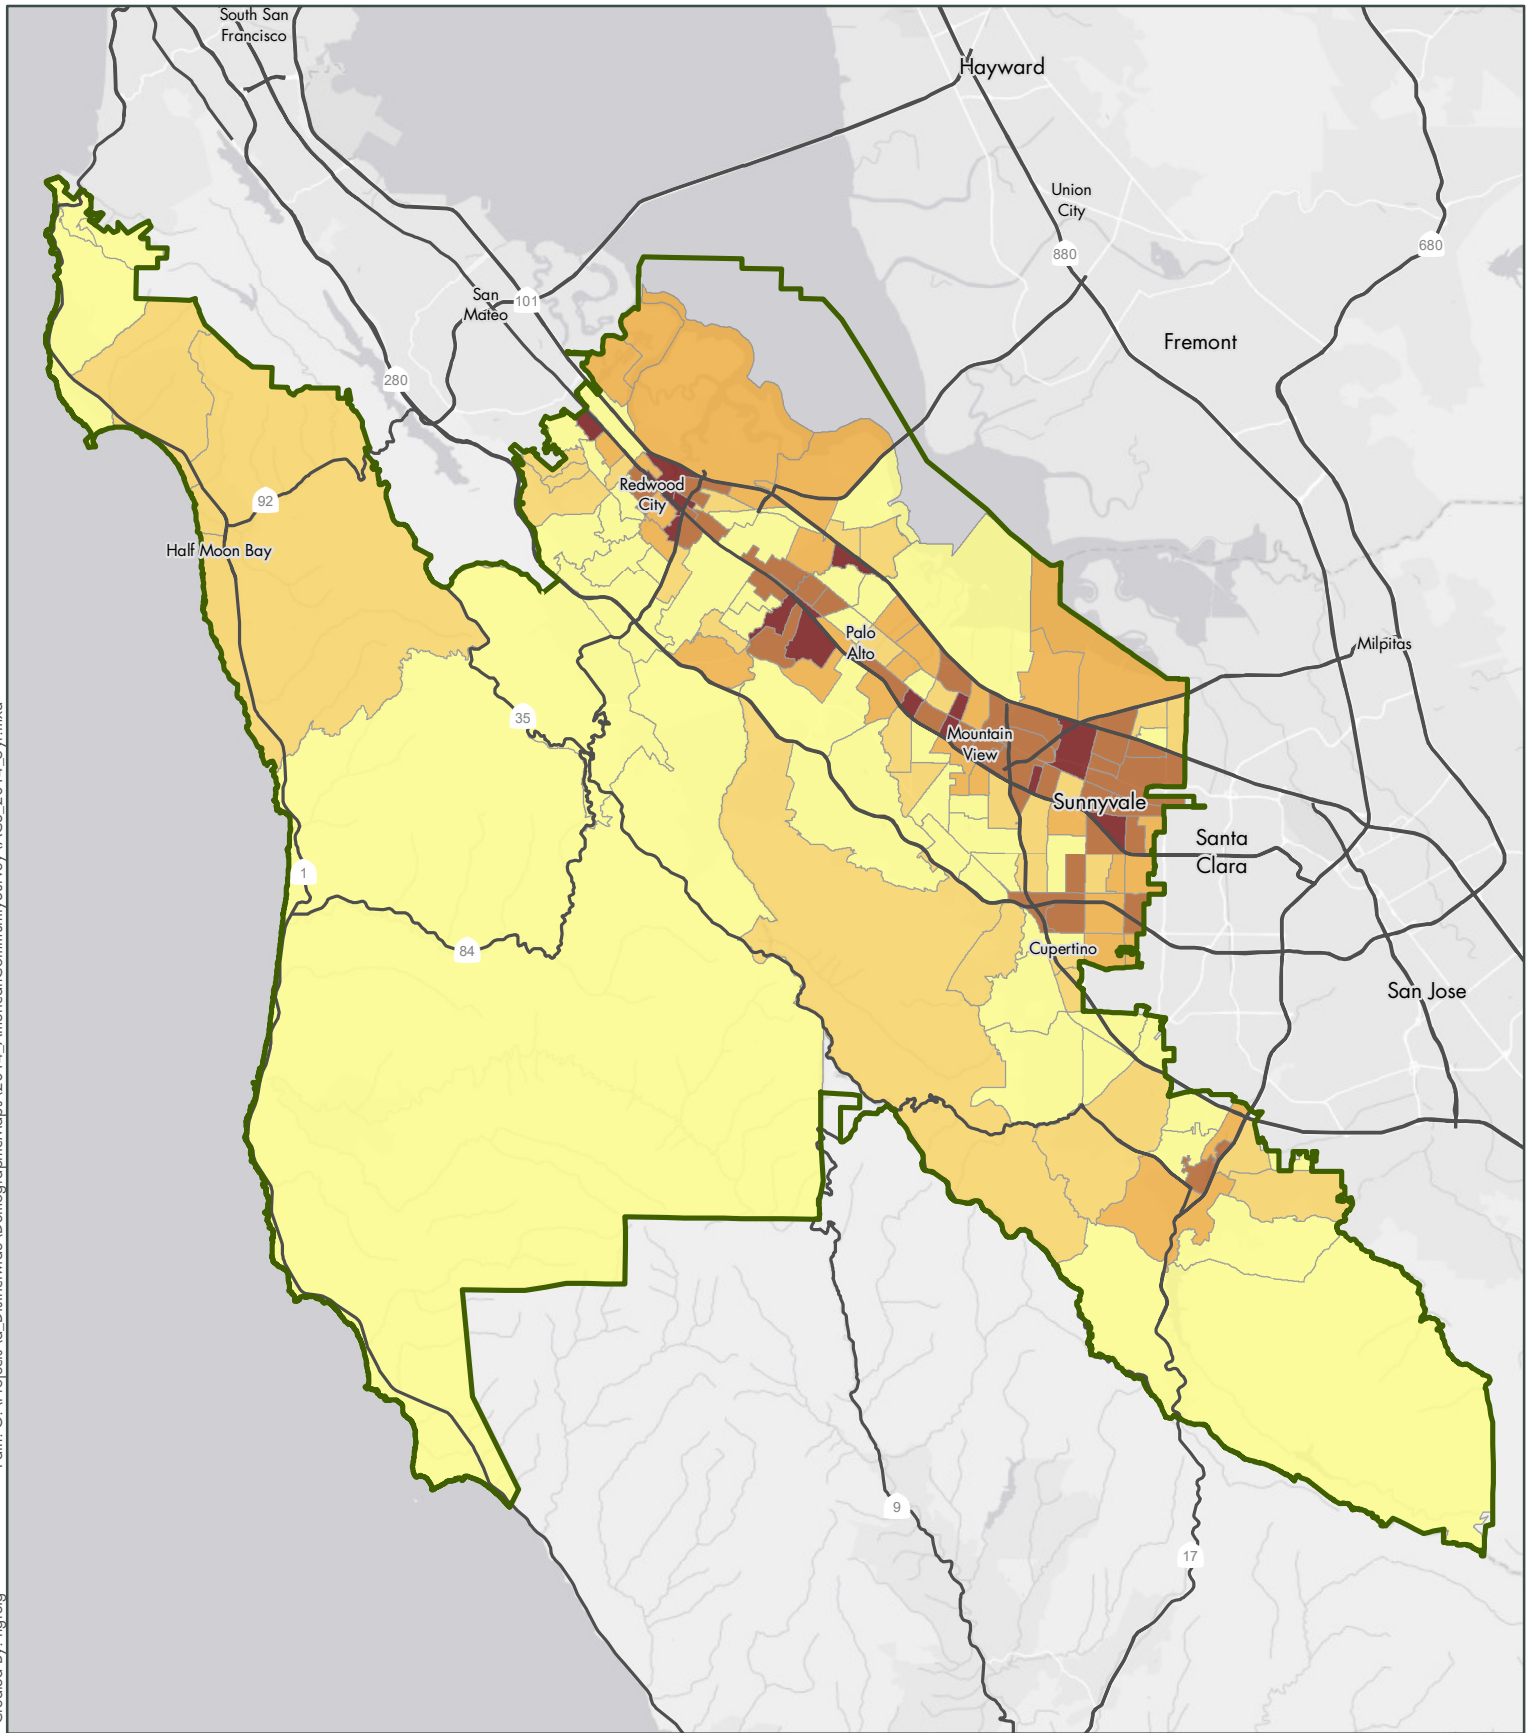 South San
Francisco
Hayward
Union
City
880
680
San
Mateo
101
Fremont
280
Redwood
City
92
Half Moon Bay
Palo
Alto
Milpitas
35
Mountain
View
Sunnyvale
Santa
Clara
1
84
Cupertino
San Jose
9
17